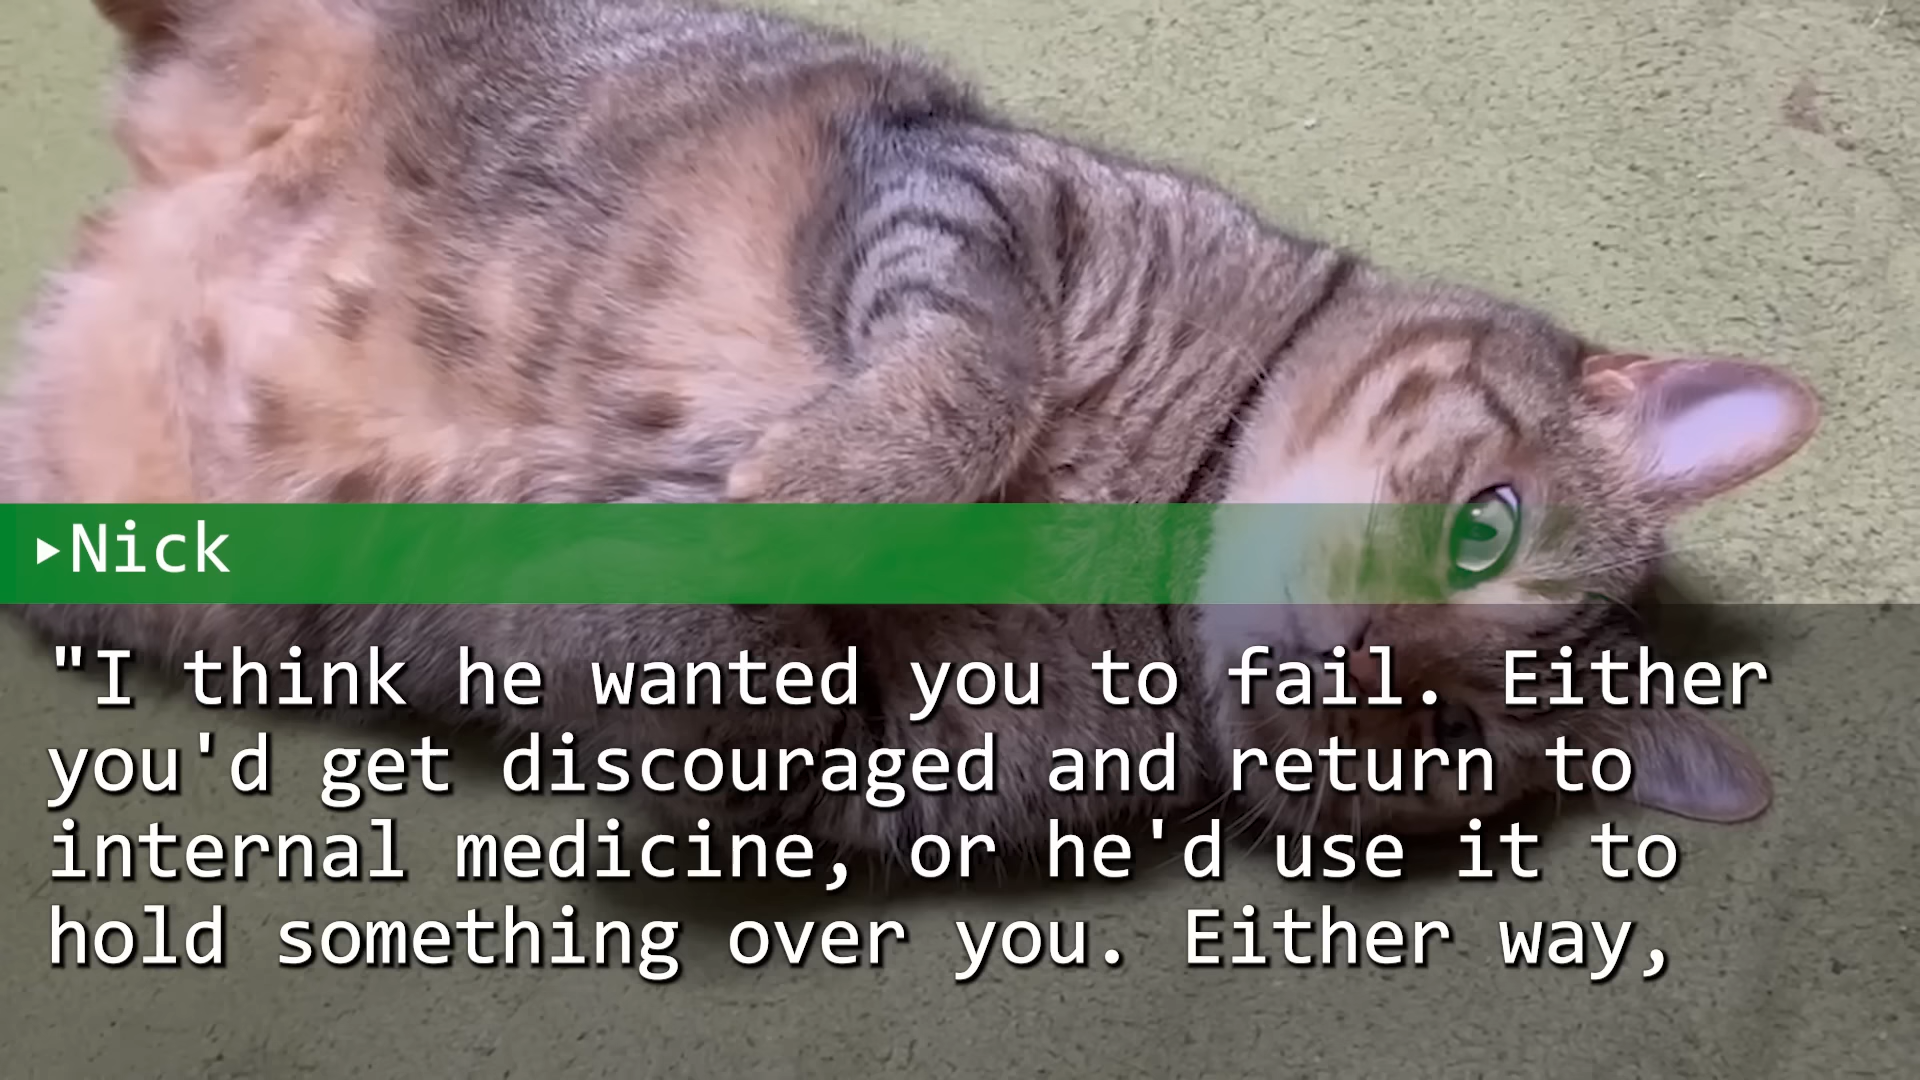 ▶Nick
"I think he wanted you to fail. Either
you'd get discouraged and return to
internal medicine, or he'd use it to
hold something over you. Either way,